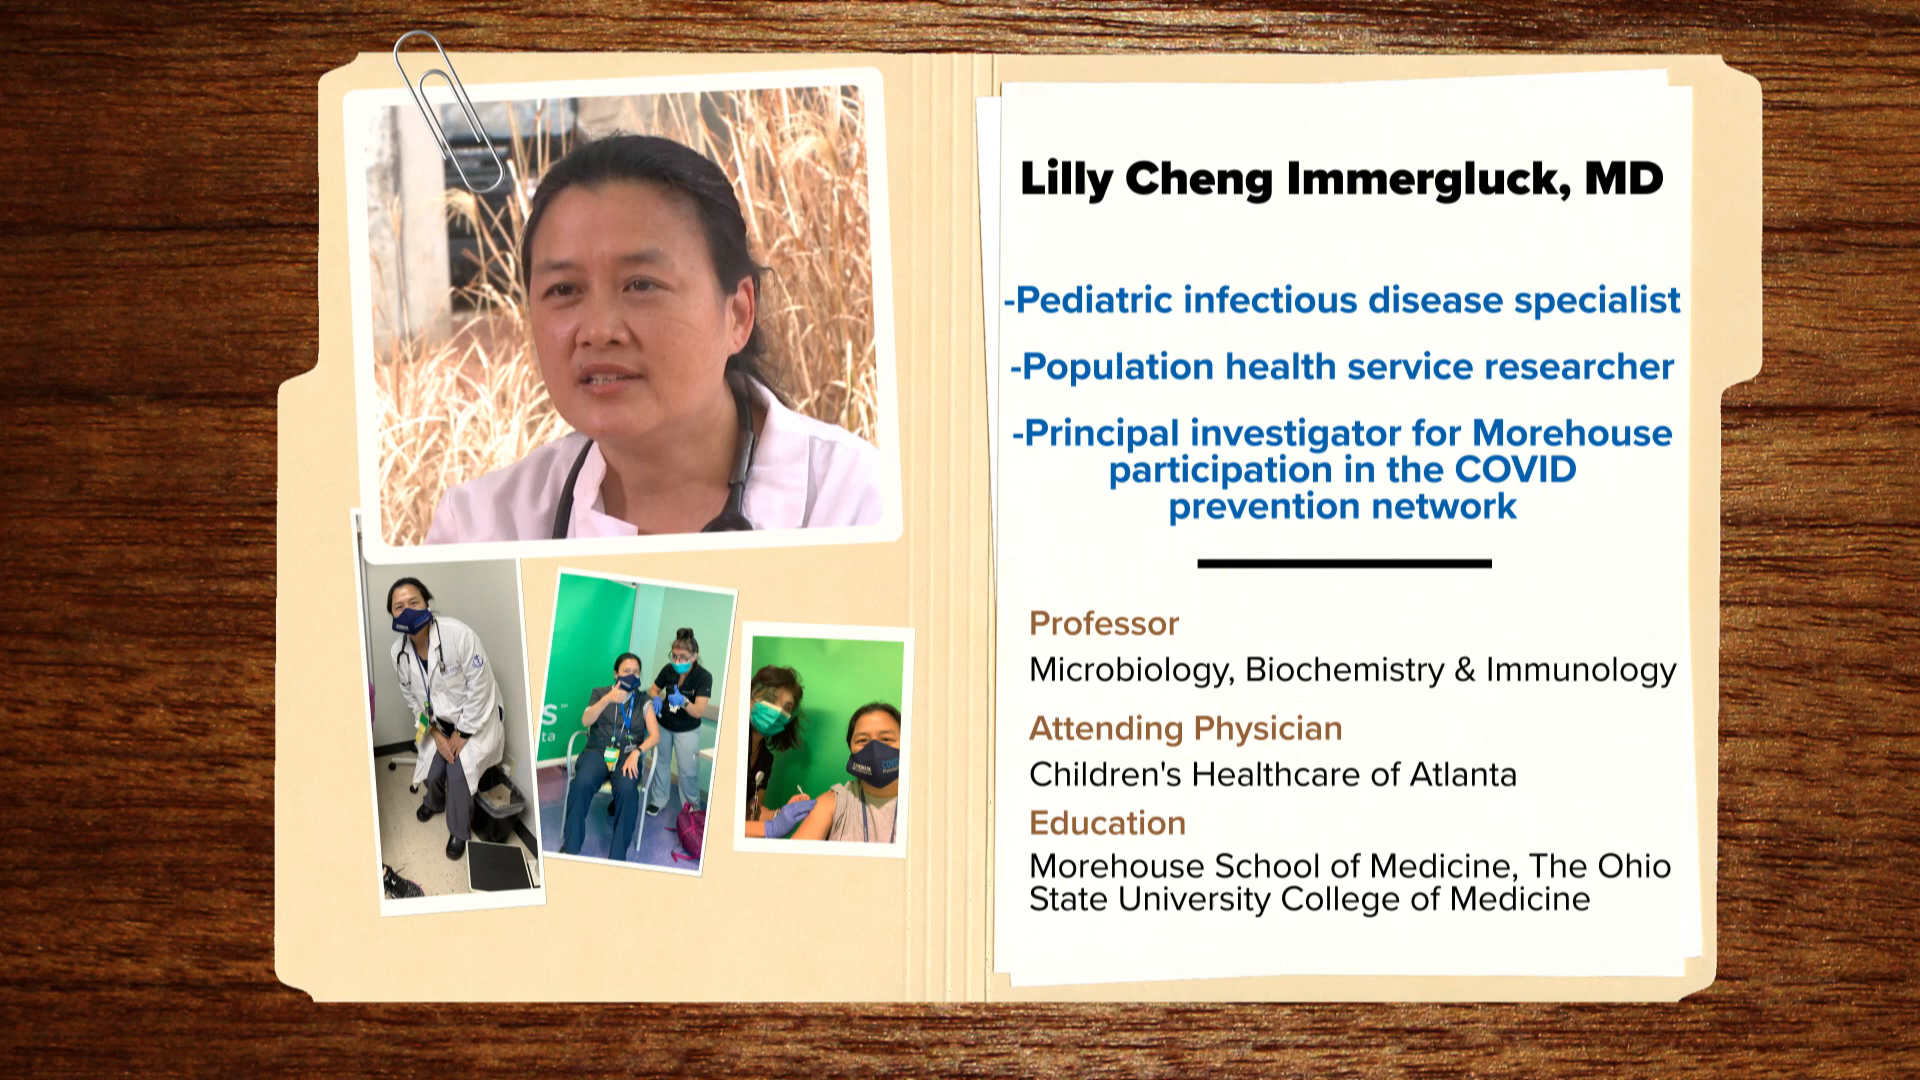 Lilly Cheng Immergluck, MD
-Pediatric infectious disease specialist
-Population health service researcher
-Principal investigator for Morehouse
participation in the COVID
prevention network
Professor
Microbiology, Biochemistry & Immunology
Attending Physician
Children's Healthcare of Atlanta
Education
Morehouse School of Medicine, The Ohio
State University College of Medicine
S™
ta